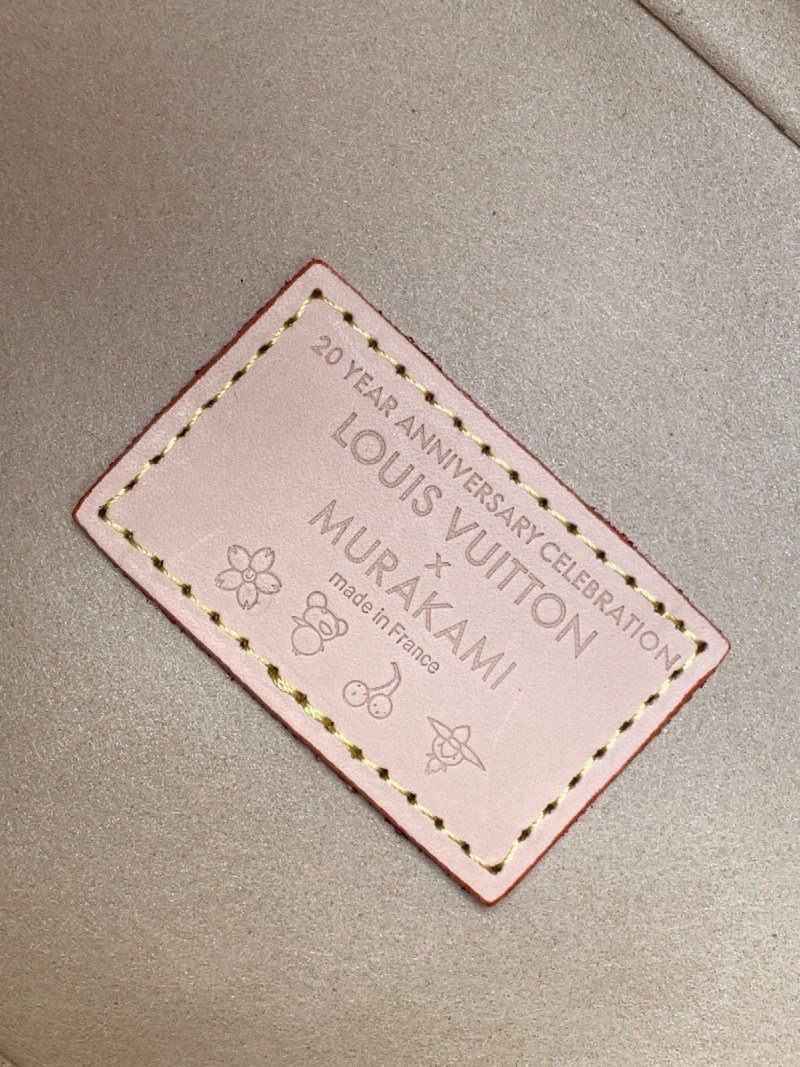 20 YEAR ANNIVERSARY CELEBRATION
LOUIS VUITTON
x
MURAKAMI
made in France